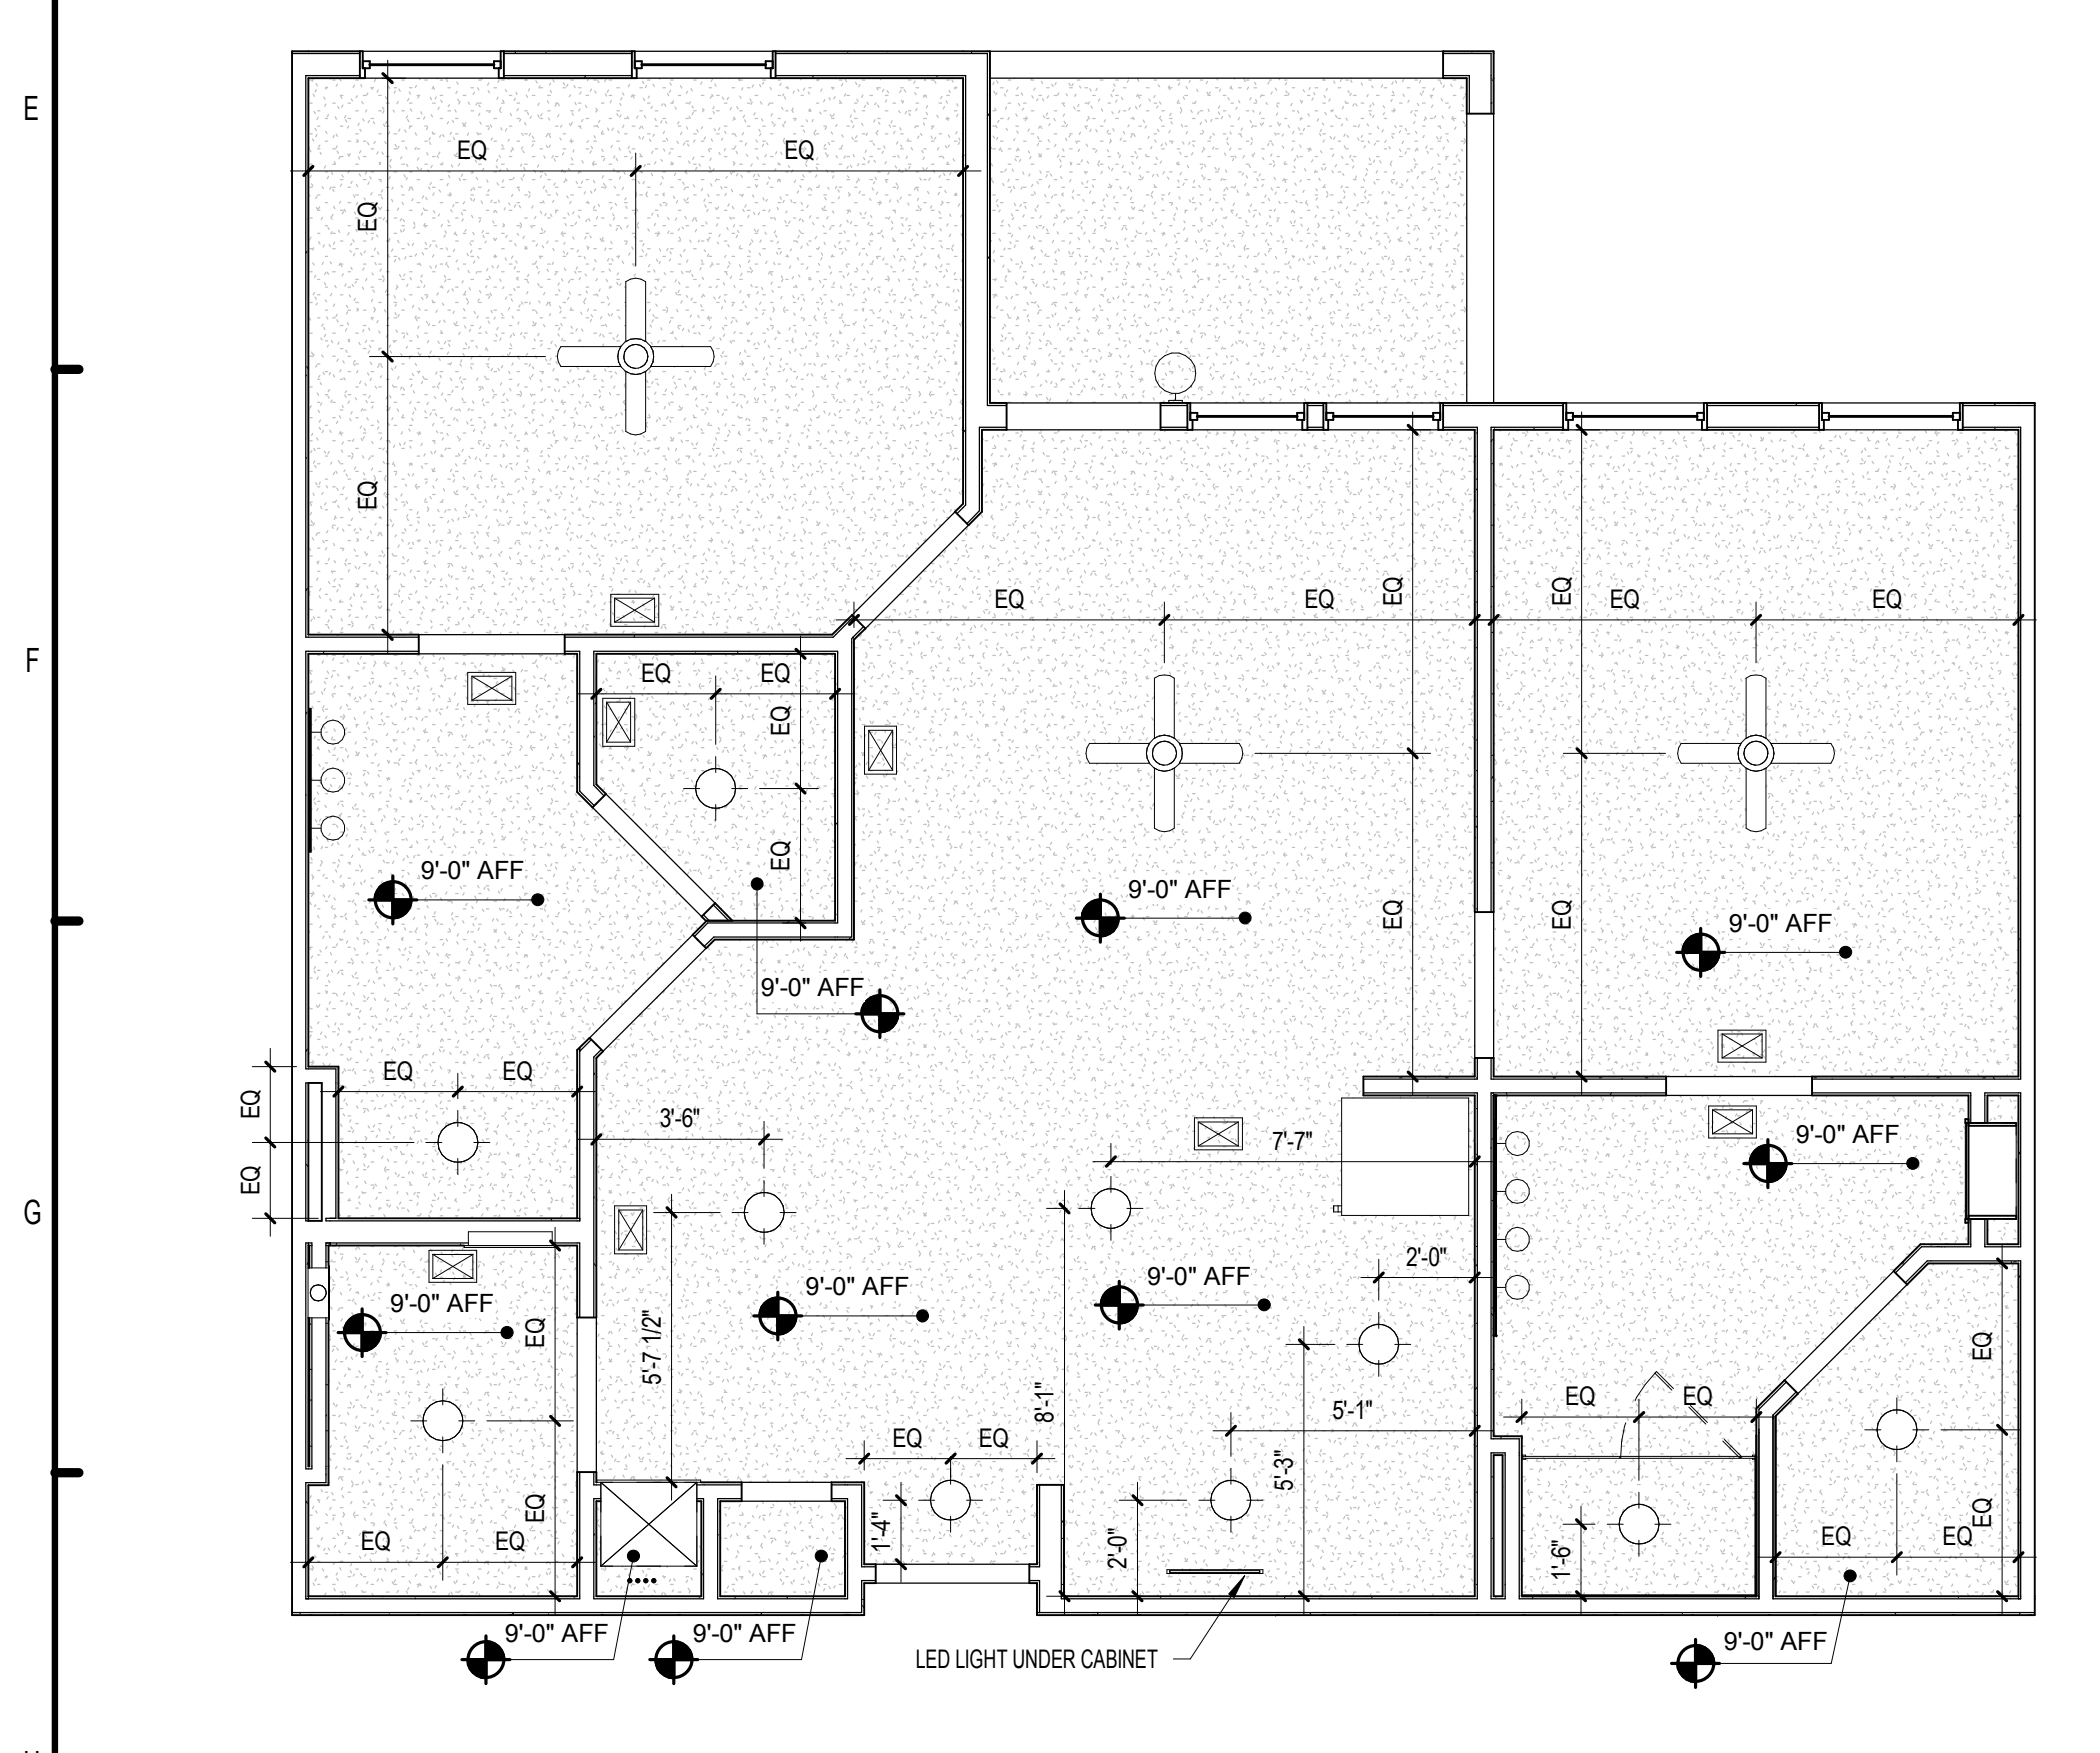 E
EQ EQ
EQ
EQ
EQ EQ EQ EQ EQ EQ
F
EQ EQ
EQ
EQ
9'-0" AFF
9'-0" AFF
EQ EQ
9'-0" AFF
9'-0" AFF
EQ EQ
EQ
EQ
3'-6"
7'-7"
9'-0" AFF
G
2'-0"
9'-0" AFF
9'-0" AFF
9'-0" AFF
EQ
5'-7 1/2"
EQ
8'-1"
EQ EQ
5'-1"
EQ EQ
5'-3"
EQ
EQ
EQ EQ
1'-4"
2'-0"
1'-6"
EQ EQ
9'-0" AFF
9'-0" AFF
LED LIGHT UNDER CABINET
9'-0" AFF